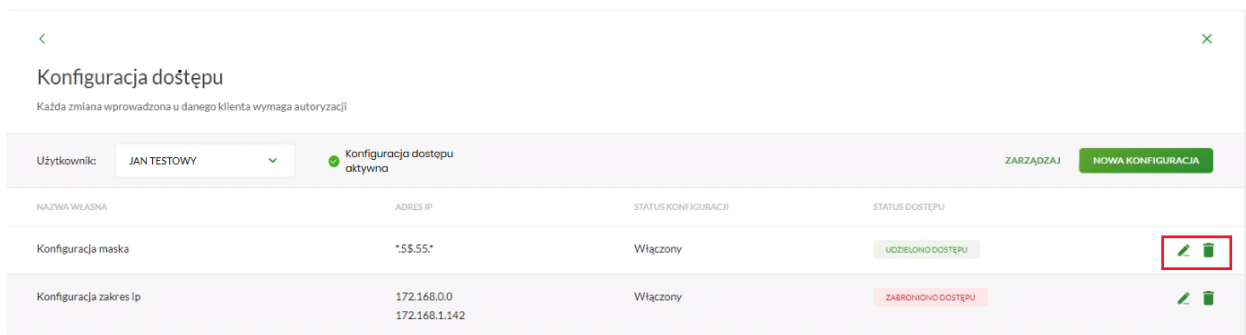 Konfiguracja dostępu
Każda zmiana wprowadzona u danego klienta wymaga autoryzacji
Użytkownik: JAN TESTOWY Konfiguracja dostępu aktywna ZARZĄDZAJ NOWA KONFIGURACJA
NAZWA WŁASNA ADRES IP STATUS KONFIGURACJI STATUS DOSTĘPU
Konfiguracja maska *.5$.55.* Włączony UDZIELONO DOSTĘPU
Konfiguracja zakres ip 172.168.0.0 Włączony ZABRONIONO DOSTĘPU
172.168.1.142